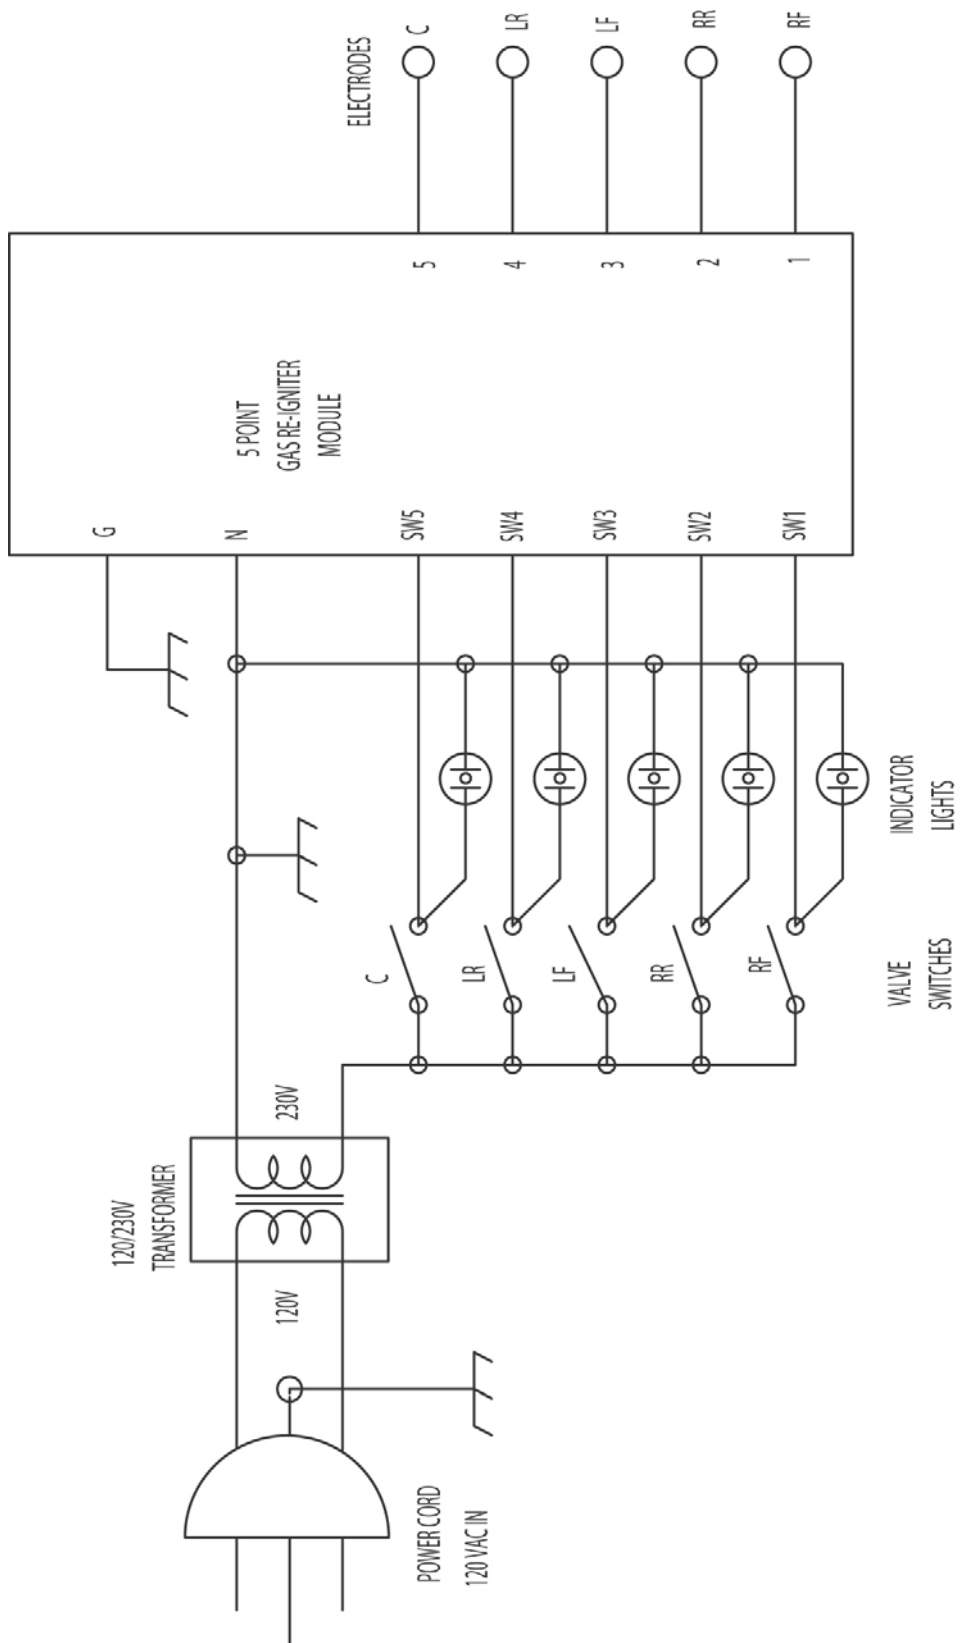 POWER CORD
120 VAC IN
120/230V
TRANSFORMER
120V
230V
C
LR
LF
RR
RF
VALVE
SWITCHES
INDICATOR
LIGHTS
G
N
SW5
SW4
SW3
SW2
SW1
5 POINT
GAS RE-IGNITER
MODULE
5
4
3
2
1
ELECTRODES
C
LR
LF
RR
RF